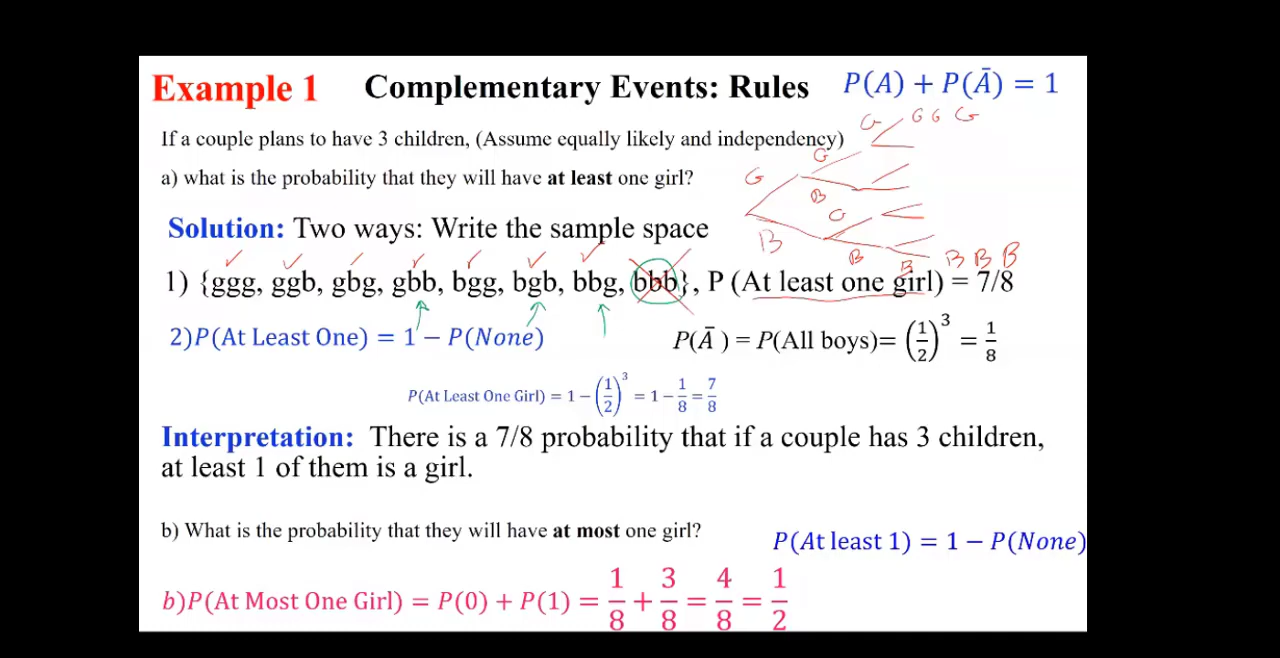 Example 1 Complementary Events: Rules P(A) + P(Ā) = 1
G G G G
If a couple plans to have 3 children, (Assume equally likely and independency)
G
a) what is the probability that they will have at least one girl?
G
B
G
Solution: Two ways: Write the sample space
B
B B B B B
1) {ggg, ggb, gbg, gbb, bgg, bgb, bbg, bbb}, P (At least one girl) = 7/8
2)P(At Least One) = 1 − P(None) P(Ā ) = P(All boys)= (1/2)^3 = 1/8
P(At Least One Girl) = 1 − (1/2)^3 = 1 − 1/8 = 7/8
Interpretation: There is a 7/8 probability that if a couple has 3 children,
at least 1 of them is a girl.
b) What is the probability that they will have at most one girl?
P(At least 1) = 1 − P(None)
b)P(At Most One Girl) = P(0) + P(1) = 1/8 + 3/8 = 4/8 = 1/2